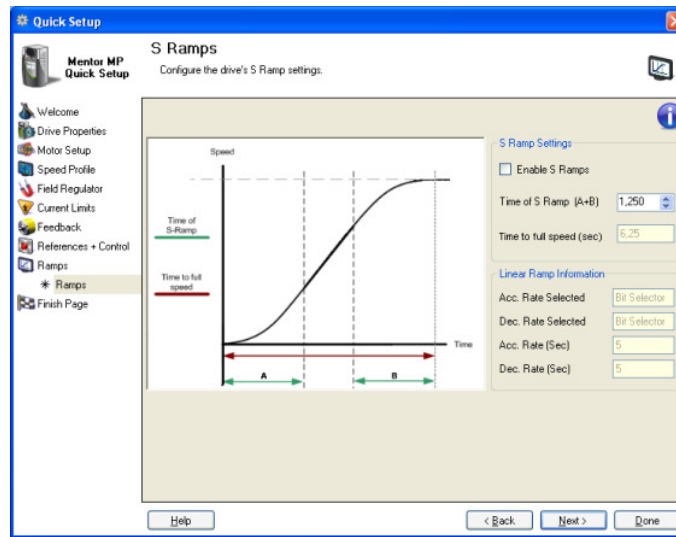 Quick Setup
Mentor MP
Quick Setup
S Ramps
Configure the drive's S Ramp settings.
Welcome
Drive Properties
Motor Setup
Speed Profile
Field Regulator
Current Limits
Feedback
References + Control
Ramps
Ramps
Finish Page
Speed
Time of
S-Ramp
Time to full
speed
Time
A
B
S Ramp Settings
Enable S Ramps
Time of S Ramp (A+B) 1,250
Time to full speed (sec) 6,25
Linear Ramp Information
Acc. Rate Selected Bit Selector
Dec. Rate Selected Bit Selector
Acc. Rate (Sec) 5
Dec. Rate (Sec) 5
Help
< Back
Next >
Done